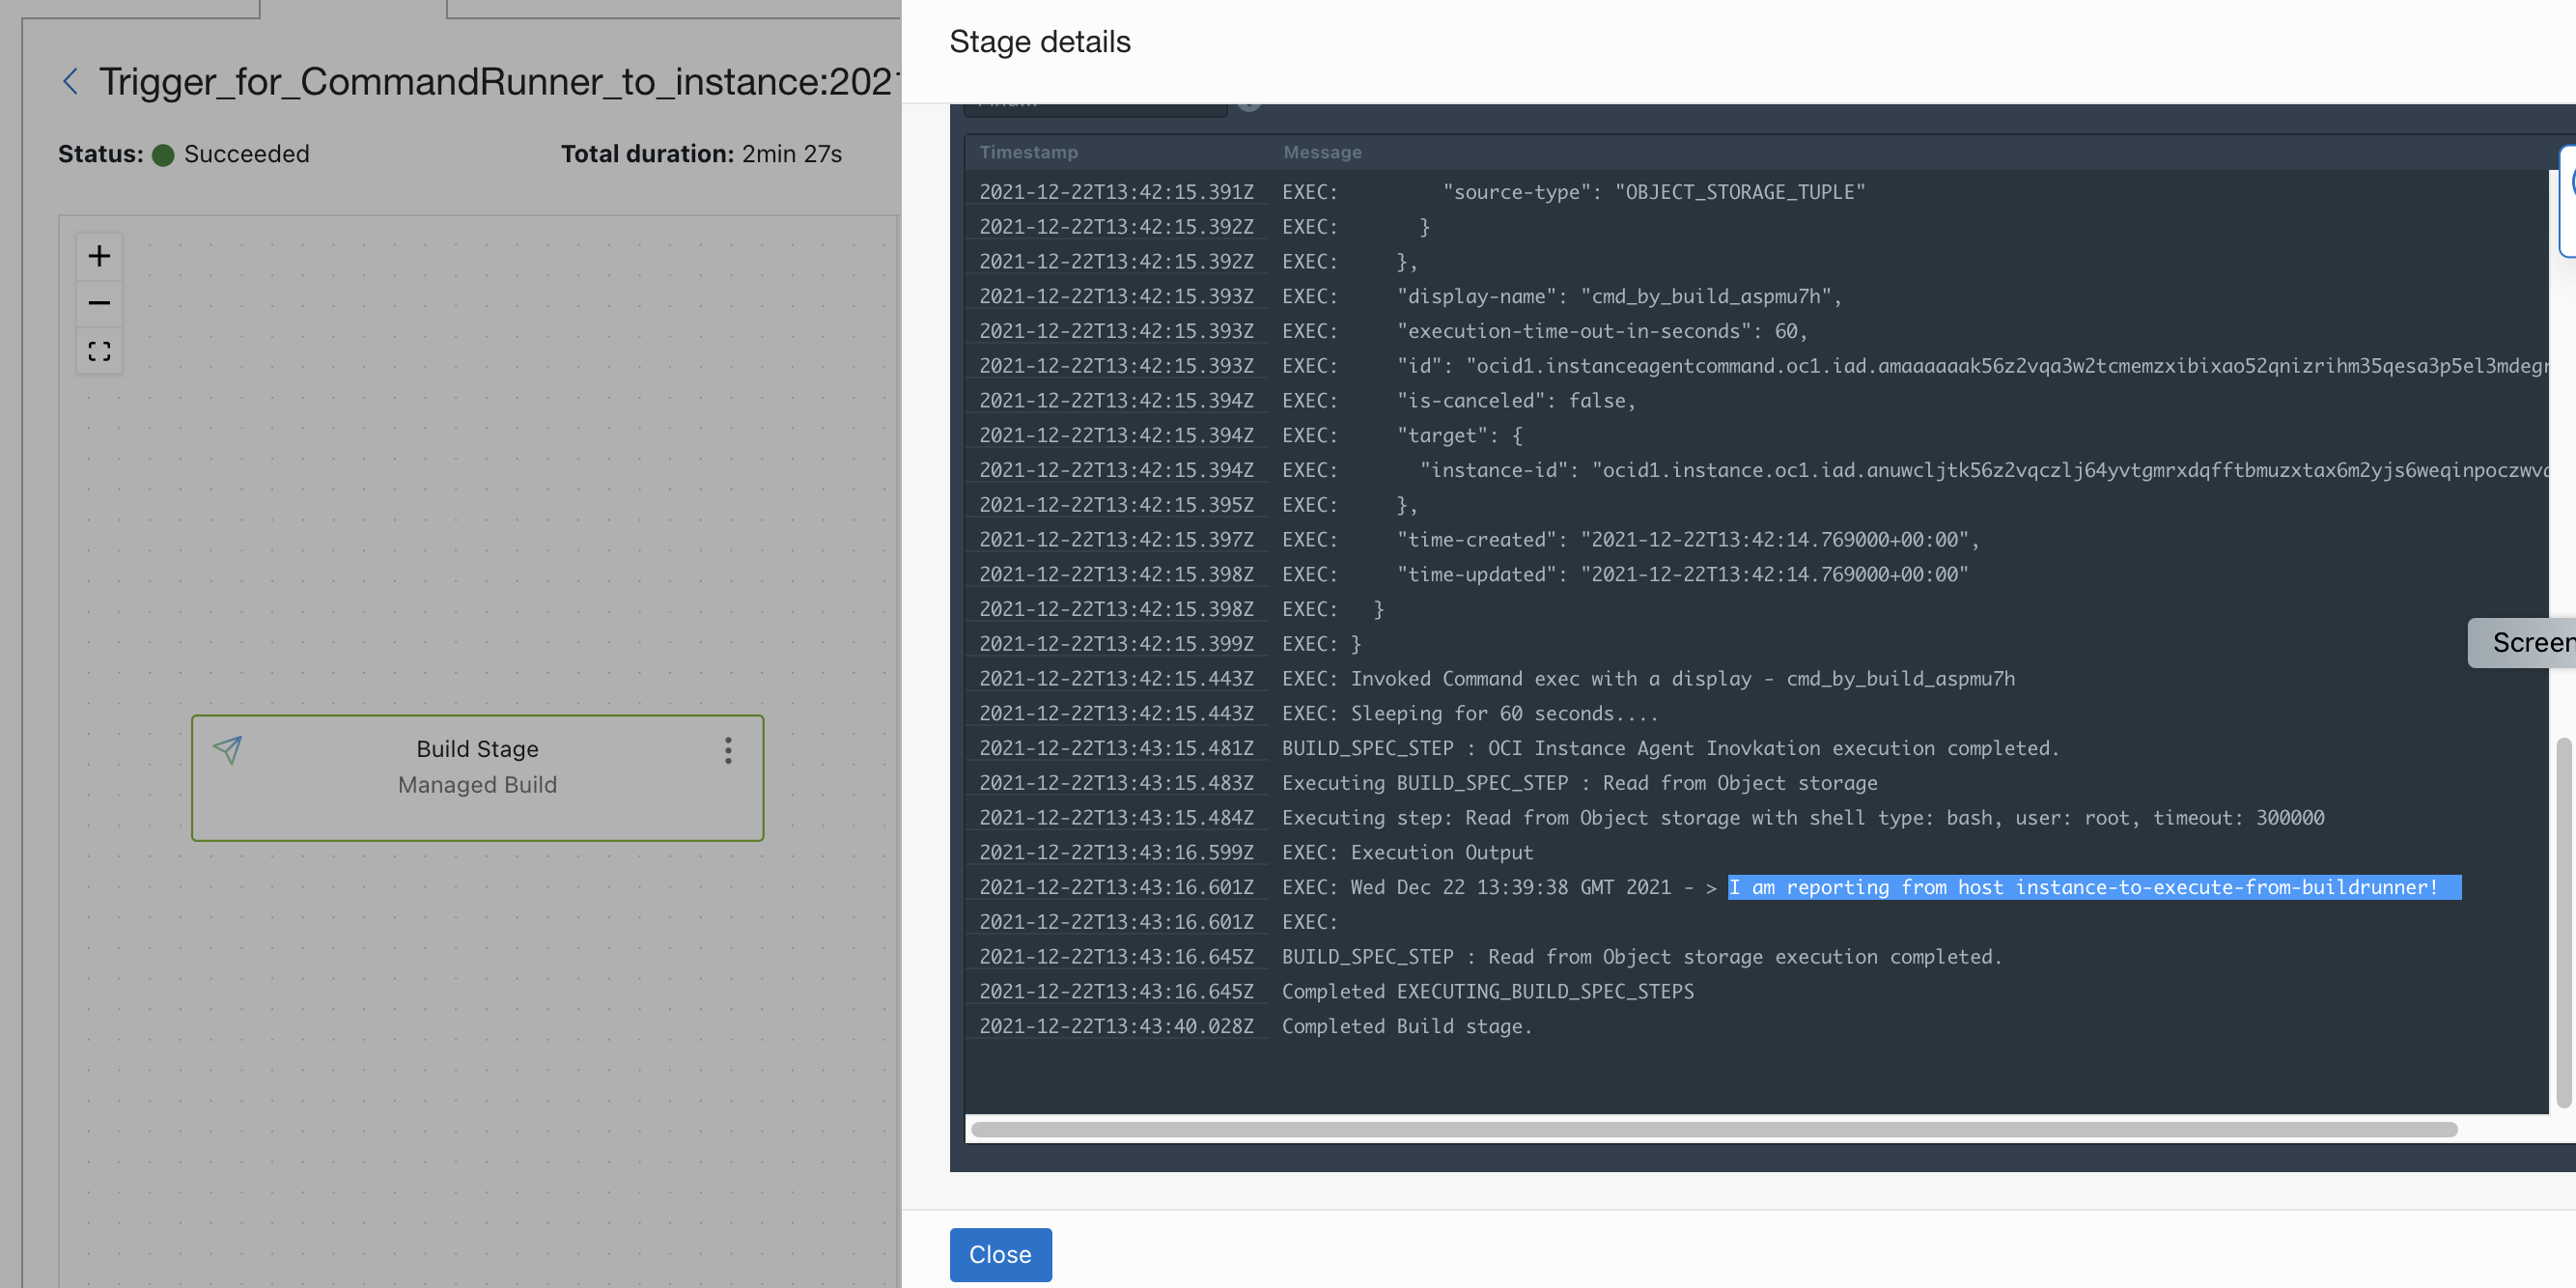 Trigger_for_CommandRunner_to_instance:202
Status: Succeeded
Total duration: 2min 27s
+
−
Build Stage
Managed Build
Stage details
Timestamp Message
2021-12-22T13:42:15.391Z EXEC: "source-type": "OBJECT_STORAGE_TUPLE"
2021-12-22T13:42:15.392Z EXEC: }
2021-12-22T13:42:15.392Z EXEC: },
2021-12-22T13:42:15.393Z EXEC: "display-name": "cmd_by_build_aspmu7h",
2021-12-22T13:42:15.393Z EXEC: "execution-time-out-in-seconds": 60,
2021-12-22T13:42:15.393Z EXEC: "id": "ocid1.instanceagentcommand.oc1.iad.amaaaaaak56z2vqa3w2tcmemzxibixao52qnizrihm35qesa3p5el3mdegr
2021-12-22T13:42:15.394Z EXEC: "is-canceled": false,
2021-12-22T13:42:15.394Z EXEC: "target": {
2021-12-22T13:42:15.394Z EXEC: "instance-id": "ocid1.instance.oc1.iad.anuwcljtk56z2vqczlj64yvtgmrxdqfftbmuzxtax6m2yjs6weqinpoczwv
2021-12-22T13:42:15.395Z EXEC: },
2021-12-22T13:42:15.397Z EXEC: "time-created": "2021-12-22T13:42:14.769000+00:00",
2021-12-22T13:42:15.398Z EXEC: "time-updated": "2021-12-22T13:42:14.769000+00:00"
2021-12-22T13:42:15.398Z EXEC: }
2021-12-22T13:42:15.399Z EXEC: }
2021-12-22T13:42:15.443Z EXEC: Invoked Command exec with a display - cmd_by_build_aspmu7h
2021-12-22T13:42:15.443Z EXEC: Sleeping for 60 seconds....
2021-12-22T13:43:15.481Z BUILD_SPEC_STEP : OCI Instance Agent Inovkation execution completed.
2021-12-22T13:43:15.483Z Executing BUILD_SPEC_STEP : Read from Object storage
2021-12-22T13:43:15.484Z Executing step: Read from Object storage with shell type: bash, user: root, timeout: 300000
2021-12-22T13:43:16.599Z EXEC: Execution Output
2021-12-22T13:43:16.601Z EXEC: Wed Dec 22 13:39:38 GMT 2021 - > I am reporting from host instance-to-execute-from-buildrunner!
2021-12-22T13:43:16.601Z EXEC:
2021-12-22T13:43:16.645Z BUILD_SPEC_STEP : Read from Object storage execution completed.
2021-12-22T13:43:16.645Z Completed EXECUTING_BUILD_SPEC_STEPS
2021-12-22T13:43:40.028Z Completed Build stage.
Screen
Close